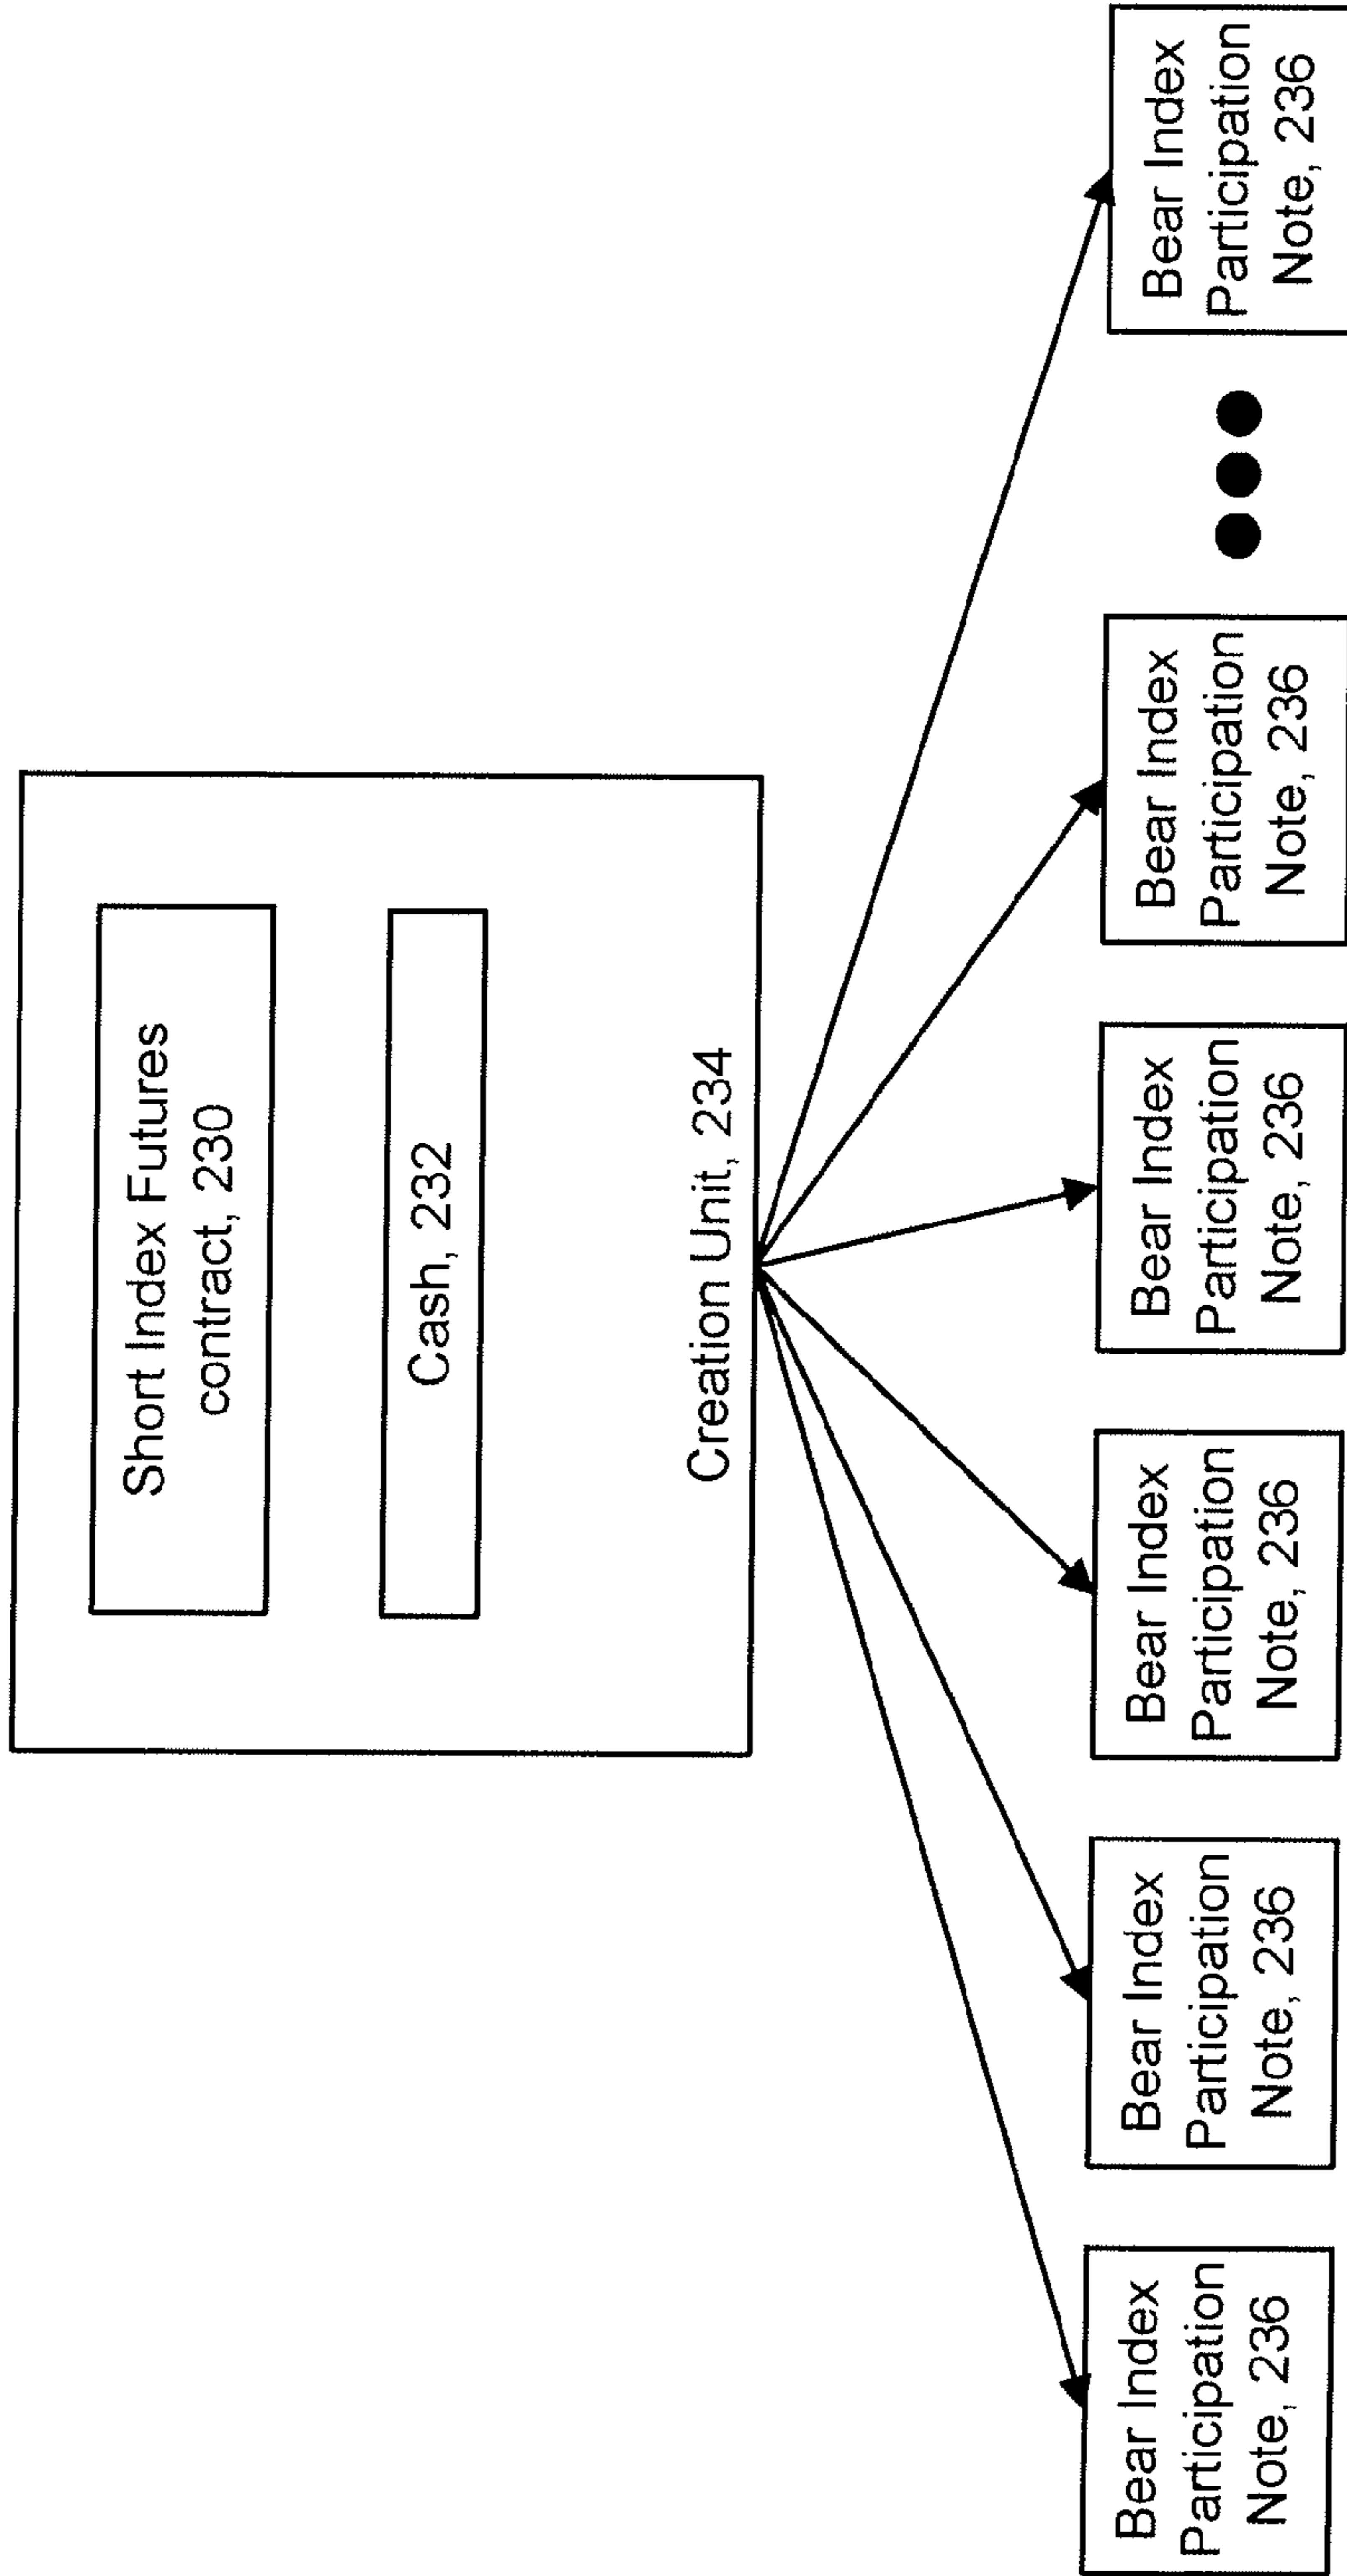 Short Index Futures
contract, 230
Cash, 232
Creation Unit, 234
Bear Index
Participation
Note, 236
Bear Index
Participation
Note, 236
Bear Index
Participation
Note, 236
Bear Index
Participation
Note, 236
Bear Index
Participation
Note, 236
Bear Index
Participation
Note, 236